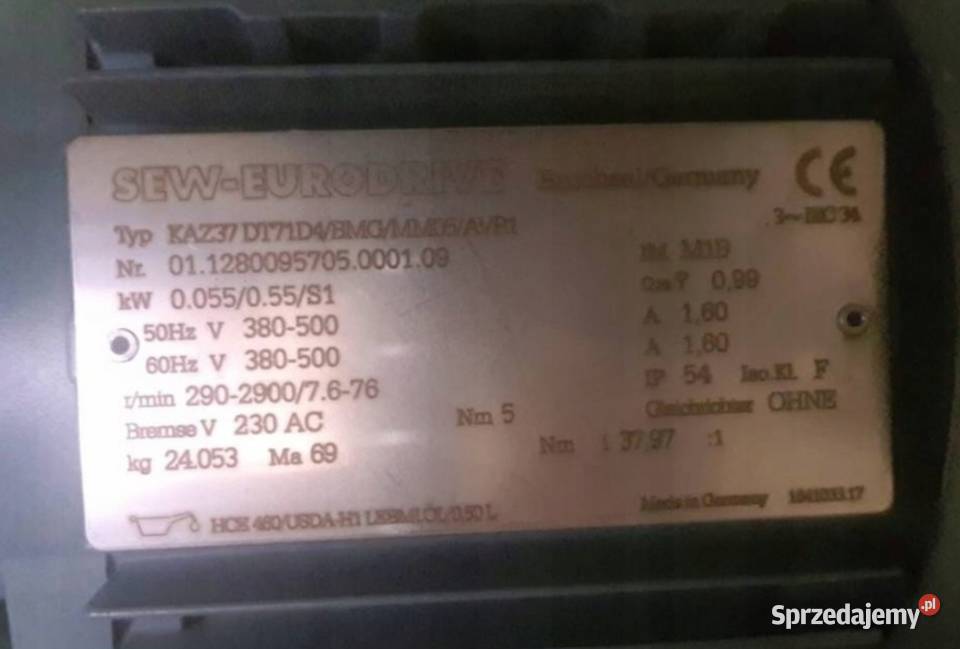 SEW-EURODRIVE Bruchsal/Germany CE
3~IEC 34
Typ KAZ37 DT71D4/BMG/MM05/AVP1
Nr. 01.1280095705.0001.09 IM M1B
kW 0.055/0.55/S1 0,99
50Hz V 380-500 A 1,60
60Hz V 380-500 A 1,60
r/min 290-2900/7.6-76 IP 54 Iso.Kl. F
Bremse V 230 AC Nm 5 Gleichrichter OHNE
kg 24.053 Ma 69 Nm i 37,97 :1
Made in Germany
Sprzedajemy.pl